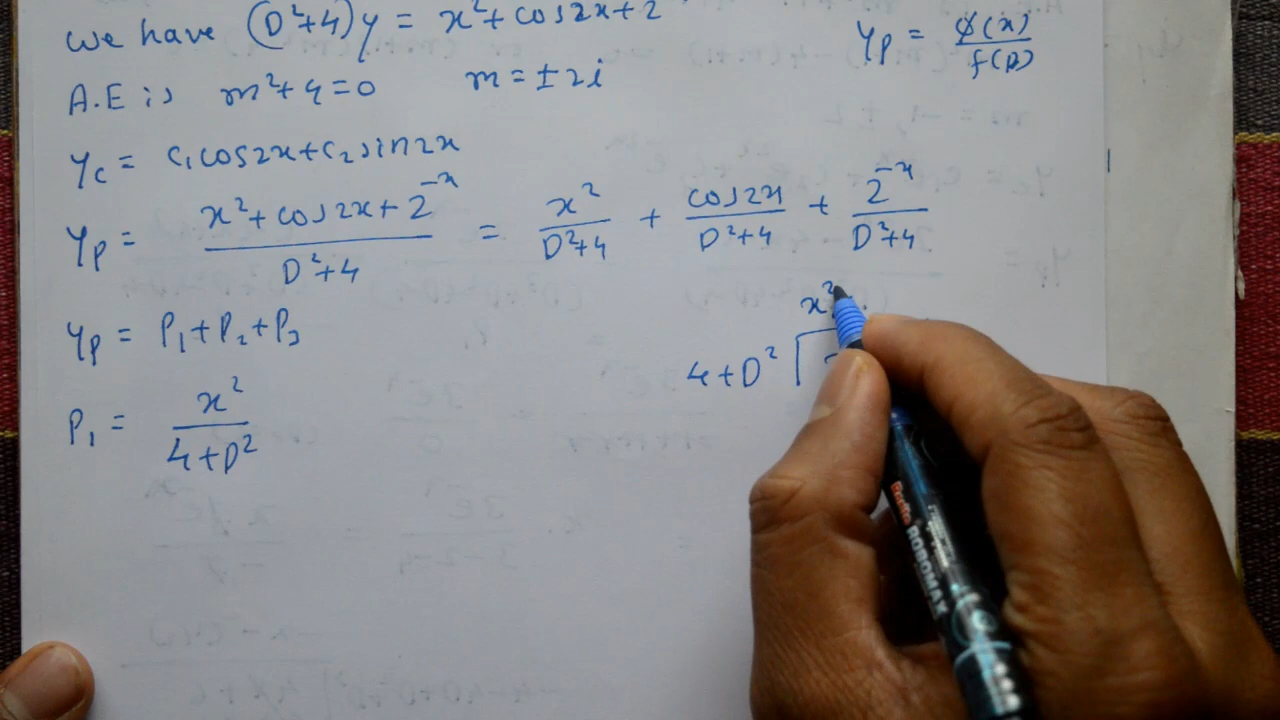 We have (D²+4)y = x²+cos2x+2
Yp = φ(x)/f(D)
A.E is m²+4=0 m=±2i
Yc = c₁cos2x+c₂sin2x
Yp = x²+cos2x+2⁻ˣ / D²+4 = x²/D²+4 + cos2x/D²+4 + 2⁻ˣ/D²+4
Yp = P₁+P₂+P₃
x²
4+D²
P₁ = x²/4+D²
ROBOMAX